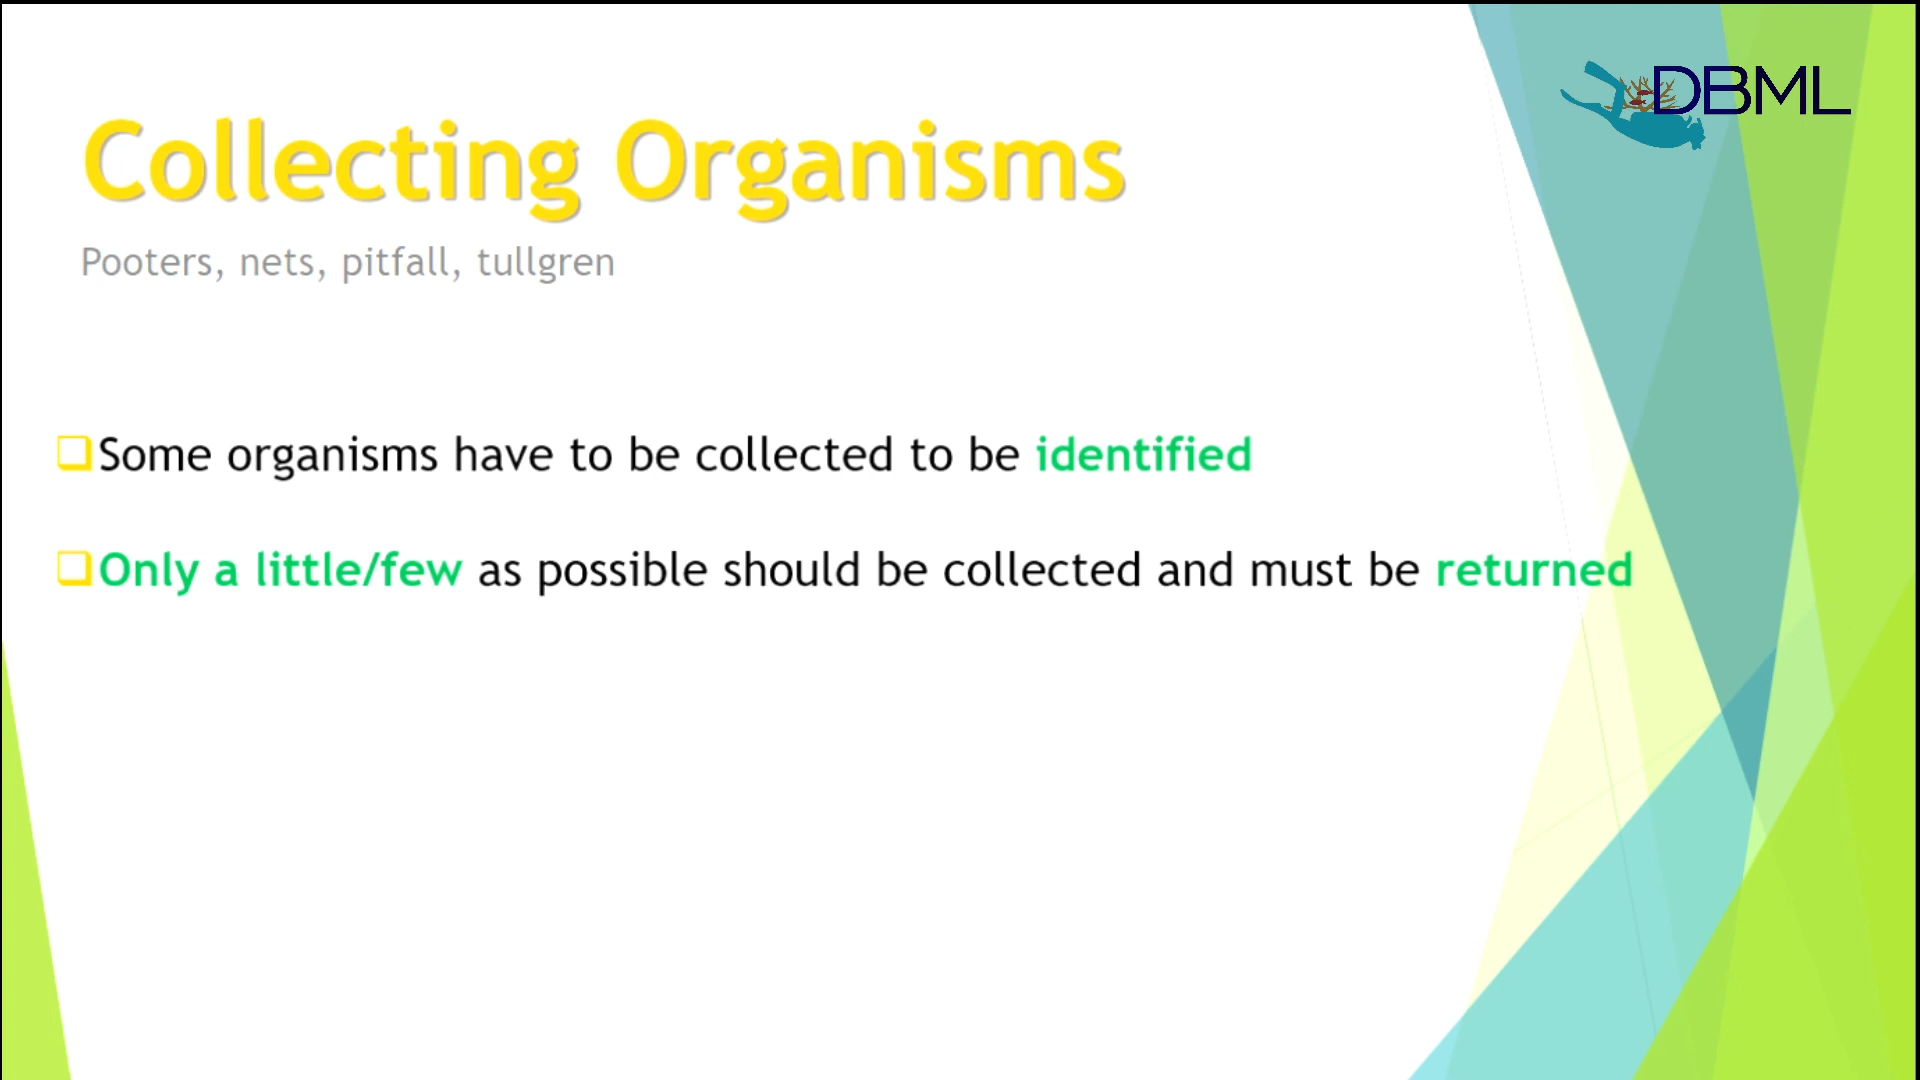 DBML
Collecting Organisms
Pooters, nets, pitfall, tullgren
Some organisms have to be collected to be identified
Only a little/few as possible should be collected and must be returned